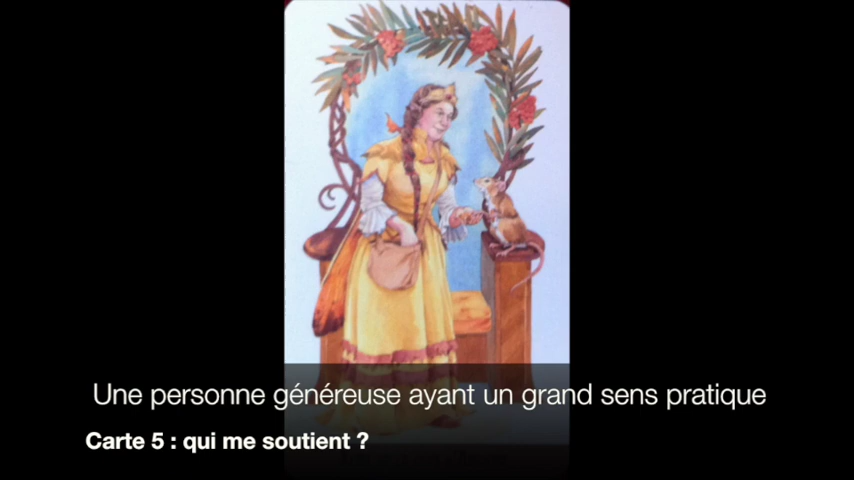 Une personne généreuse ayant un grand sens pratique
Carte 5 : qui me soutient ?